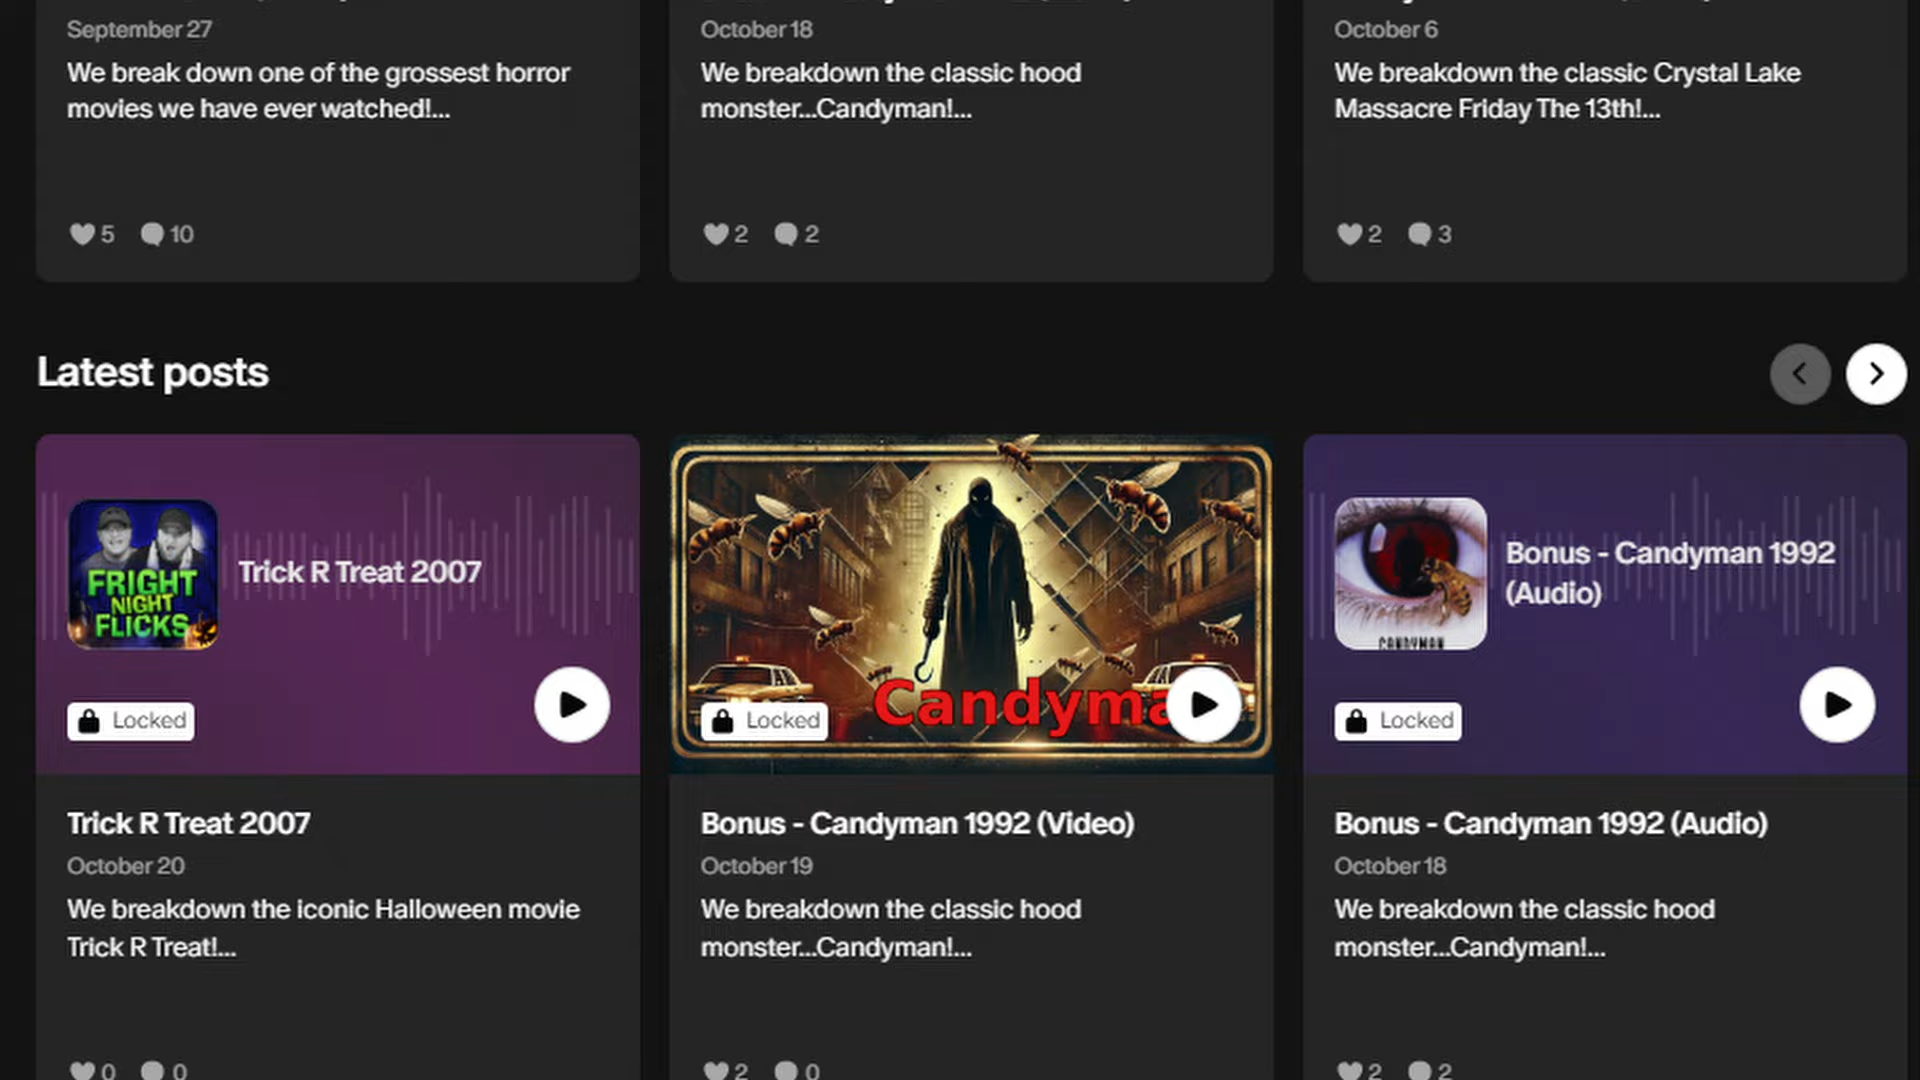 September 27
We break down one of the grossest horror
movies we have ever watched!...
5 10
October 18
We breakdown the classic hood
monster...Candyman!...
2 2
October 6
We breakdown the classic Crystal Lake
Massacre Friday The 13th!...
2 3
Latest posts
FRIGHT
NIGHT
FLICKS
Trick R Treat 2007
Locked
Trick R Treat 2007
October 20
We breakdown the iconic Halloween movie
Trick R Treat!...
0 0
Candyma
Locked
Bonus - Candyman 1992 (Video)
October 19
We breakdown the classic hood
monster...Candyman!...
2 0
CANDYMAN
Bonus - Candyman 1992
(Audio)
Locked
Bonus - Candyman 1992 (Audio)
October 18
We breakdown the classic hood
monster...Candyman!...
2 2